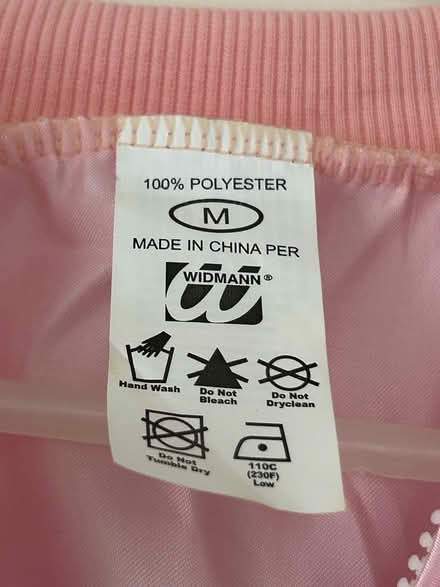 100% POLYESTER
M
MADE IN CHINA PER
WIDMANN®
Hand Wash
Do Not
Bleach
Do Not
Dryclean
Do Not
Tumble Dry
110C
(230F)
Low